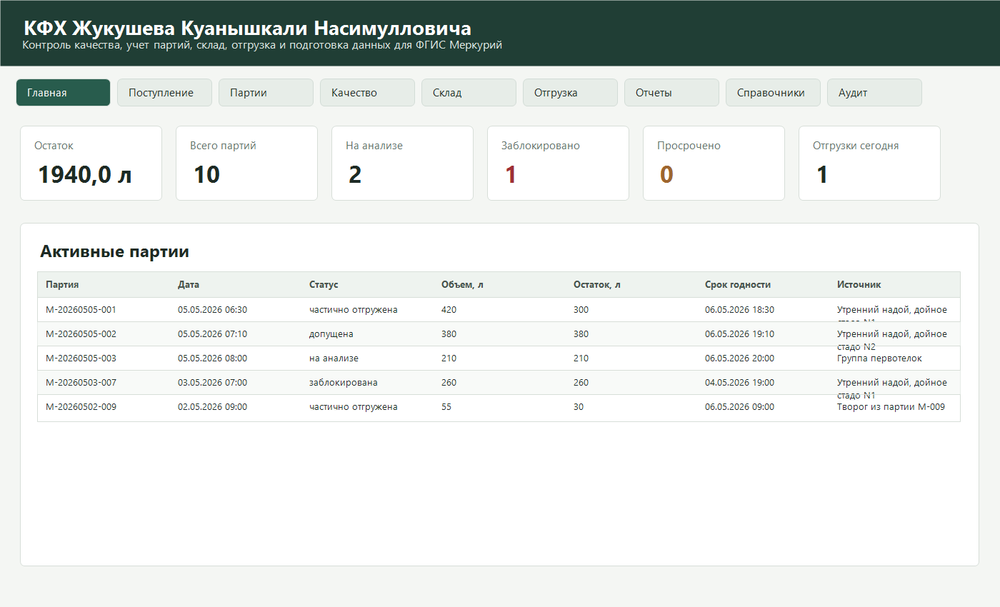 КФХ Жукушева Куанышкали Насимулловича
Контроль качества, учет партий, склад, отгрузка и подготовка данных для ФГИС Меркурий
Главная Поступление Партии Качество Склад Отгрузка Отчеты Справочники Аудит
Остаток Всего партий На анализе Заблокировано Просрочено Отгрузки сегодня
1940,0 л 10 2 1 0 1
Активные партии
Партия Дата Статус Объем, л Остаток, л Срок годности Источник
М-20260505-001 05.05.2026 06:30 частично отгружена 420 300 06.05.2026 18:30 Утренний надой, дойное
стадо N1
М-20260505-002 05.05.2026 07:10 допущена 380 380 06.05.2026 19:10 Утренний надой, дойное
стадо N2
М-20260505-003 05.05.2026 08:00 на анализе 210 210 06.05.2026 20:00 Группа первотелок
М-20260503-007 03.05.2026 07:00 заблокирована 260 260 04.05.2026 19:00 Утренний надой, дойное
стадо N1
М-20260502-009 02.05.2026 09:00 частично отгружена 55 30 06.05.2026 09:00 Творог из партии М-009